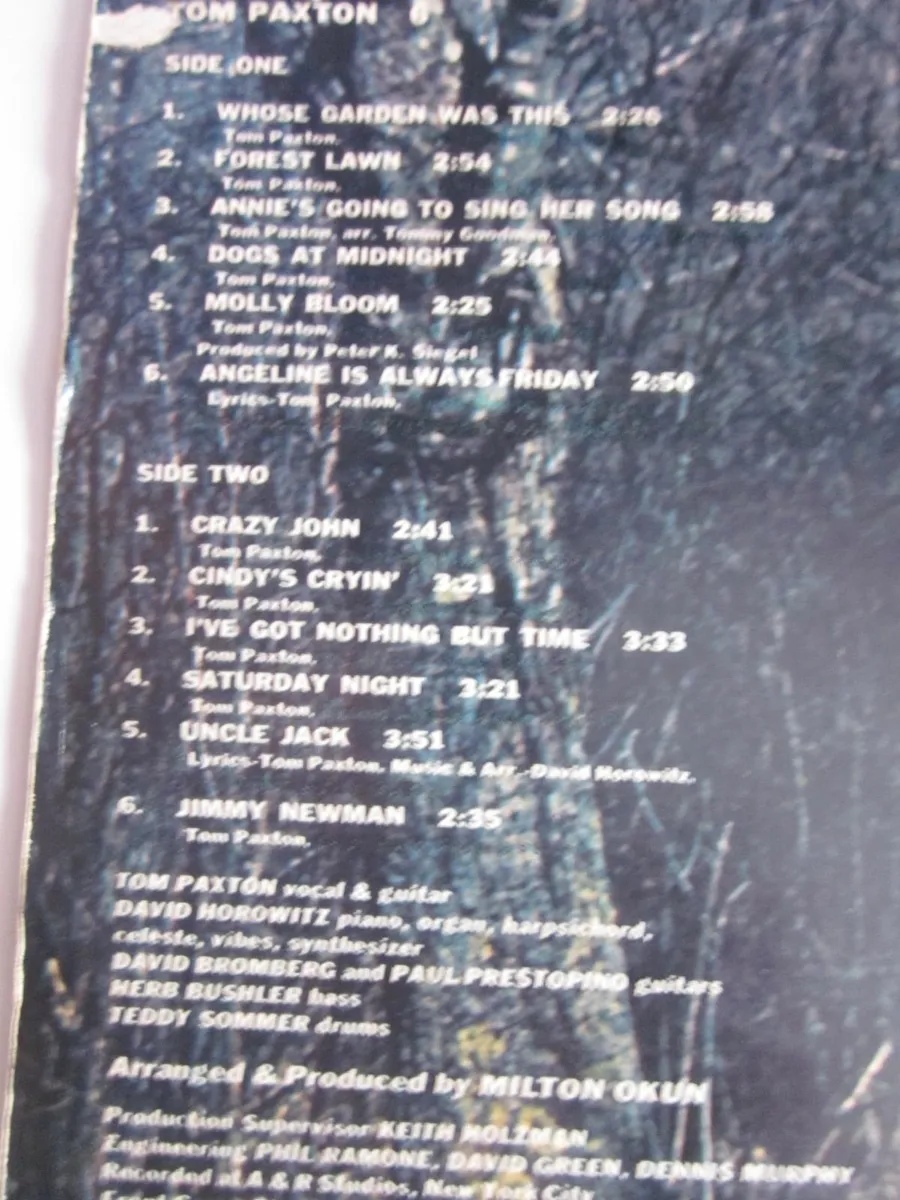 TOM PAXTON 6
SIDE ONE
1. WHOSE GARDEN WAS THIS 2:26
Tom Paxton.
2. FOREST LAWN 2:54
Tom Paxton.
3. ANNIE'S GOING TO SING HER SONG 2:58
Tom Paxton, arr. Tommy Goodman.
4. DOGS AT MIDNIGHT 2:44
Tom Paxton.
5. MOLLY BLOOM 2:25
Tom Paxton.
Produced by Peter K. Siegel
6. ANGELINE IS ALWAYS FRIDAY 2:50
Lyrics-Tom Paxton.
SIDE TWO
1. CRAZY JOHN 2:41
Tom Paxton.
2. CINDY'S CRYIN' 3:21
Tom Paxton.
3. I'VE GOT NOTHING BUT TIME 3:33
Tom Paxton.
4. SATURDAY NIGHT 3:21
Tom Paxton.
5. UNCLE JACK 3:51
Lyrics-Tom Paxton. Music & Arr.-David Horowitz.
6. JIMMY NEWMAN 2:35
Tom Paxton.
TOM PAXTON vocal & guitar
DAVID HOROWITZ piano, organ, harpsichord,
celeste, vibes, synthesizer
DAVID BROMBERG and PAUL PRESTOPINO guitars
HERB BUSHLER bass
TEDDY SOMMER drums
Arranged & Produced by MILTON OKUN
Production Supervisor KEITH HOLZMAN
Engineering PHIL RAMONE, DAVID GREEN, DENNIS MURPHY
Recorded at A & R Studios, New York City